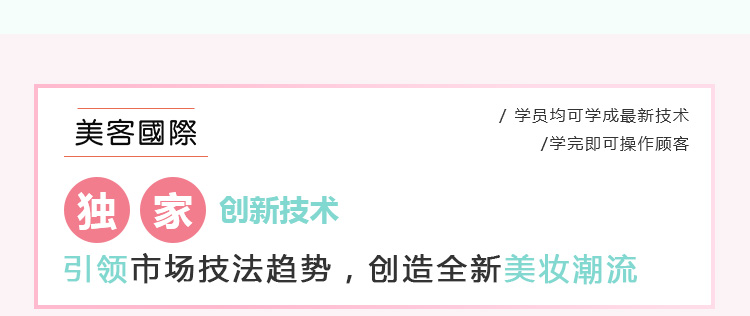 美客國際
/ 学员均可学成最新技术
/学完即可操作顾客
独家 创新技术
引领市场技法趋势，创造全新美妆潮流